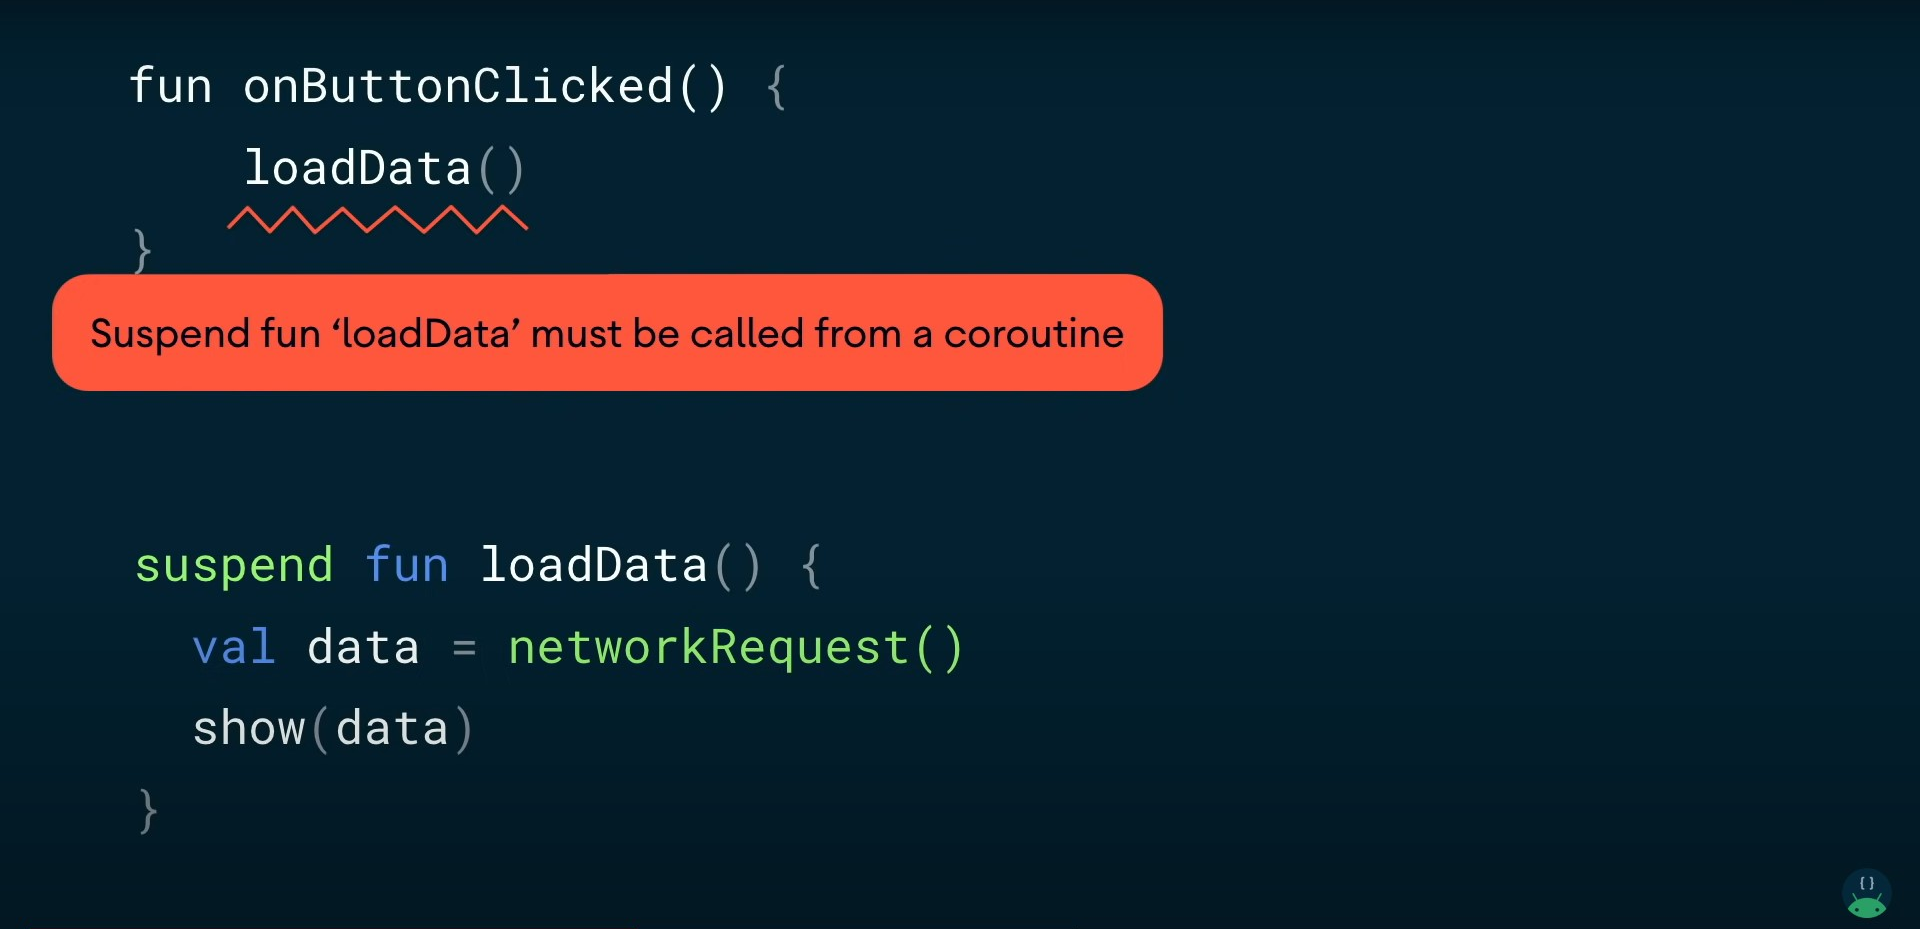 fun onButtonClicked() {
loadData()
}
Suspend fun ‘loadData’ must be called from a coroutine
suspend fun loadData() {
val data = networkRequest()
show(data)
}
{ }